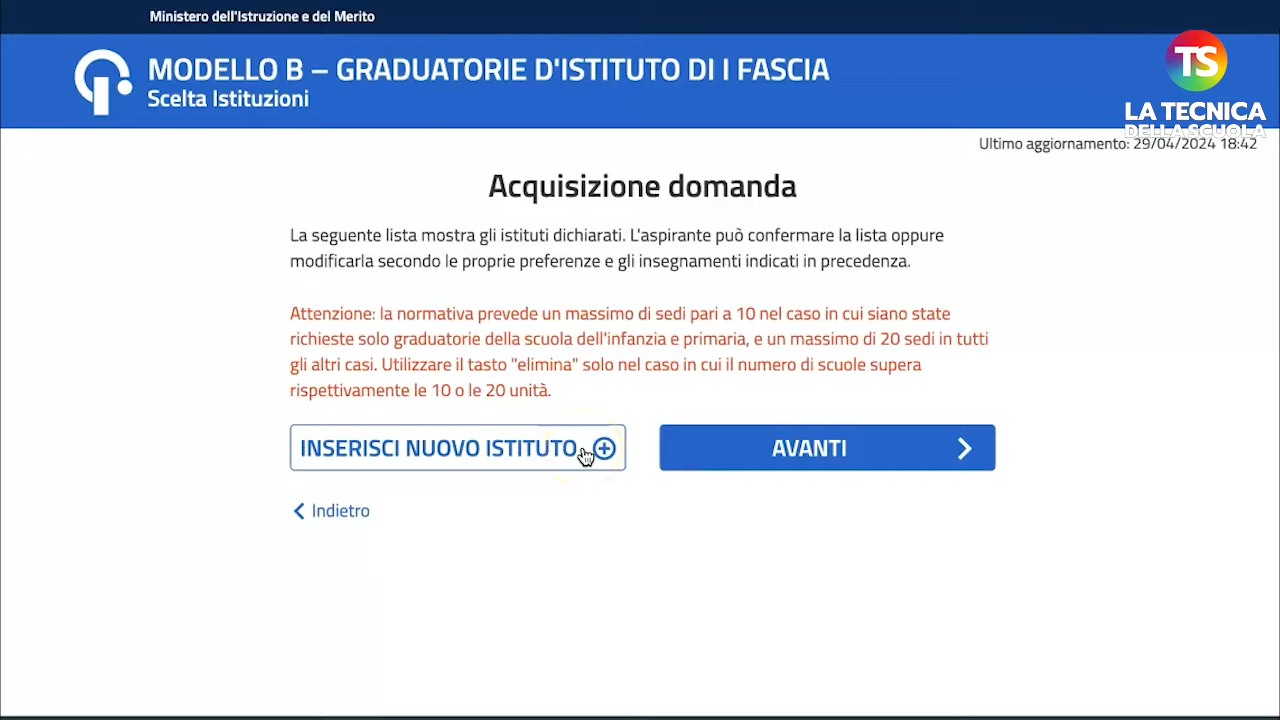 Ministero dell'Istruzione e del Merito
MODELLO B – GRADUATORIE D'ISTITUTO DI I FASCIA
Scelta Istituzioni
TS
LA TECNICA
DELLA SCUOLA
Ultimo aggiornamento: 29/04/2024 18:42
Acquisizione domanda
La seguente lista mostra gli istituti dichiarati. L'aspirante può confermare la lista oppure
modificarla secondo le proprie preferenze e gli insegnamenti indicati in precedenza.
Attenzione: la normativa prevede un massimo di sedi pari a 10 nel caso in cui siano state
richieste solo graduatorie della scuola dell'infanzia e primaria, e un massimo di 20 sedi in tutti
gli altri casi. Utilizzare il tasto "elimina" solo nel caso in cui il numero di scuole supera
rispettivamente le 10 o le 20 unità.
INSERISCI NUOVO ISTITUTO
AVANTI
Indietro